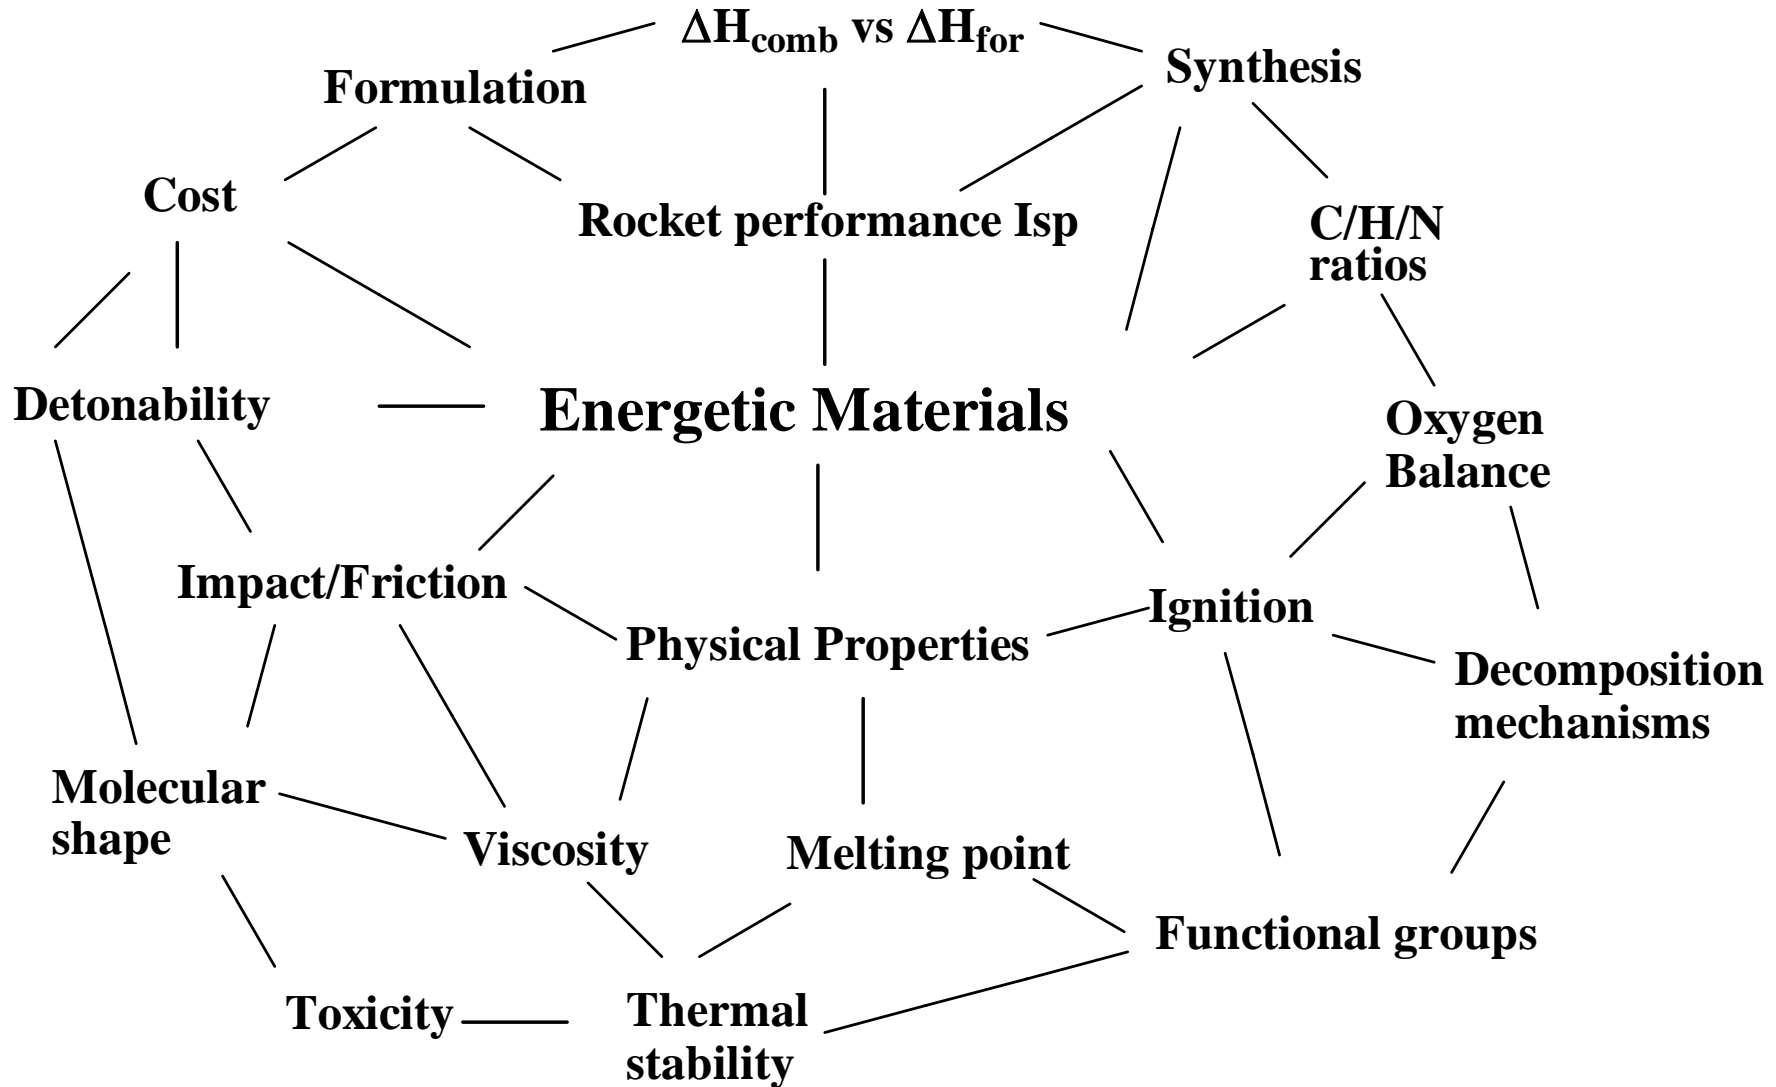 ΔHcomb vs ΔHfor
Formulation
Synthesis
Cost
Rocket performance Isp
C/H/N
ratios
Detonability
Energetic Materials
Oxygen
Balance
Impact/Friction
Physical Properties
Ignition
Decomposition
mechanisms
Molecular
shape
Viscosity
Melting point
Functional groups
Toxicity
Thermal
stability